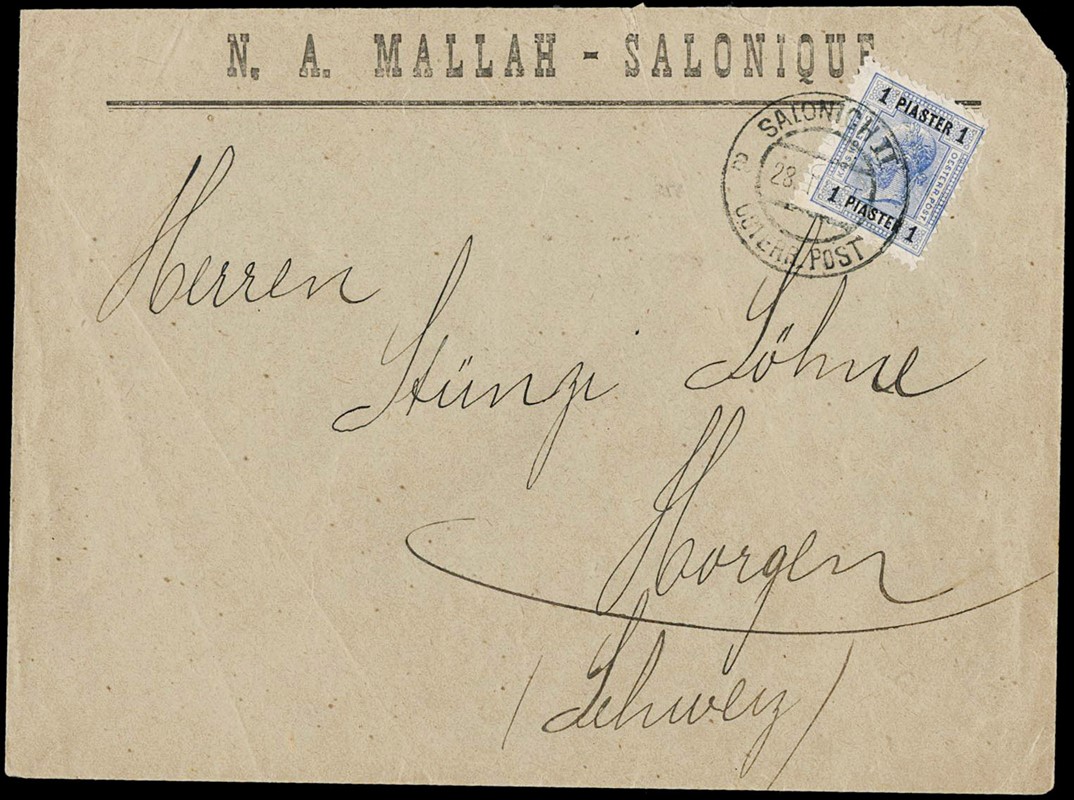 N. A. MALLAH - SALONIQUE
1 PIASTER 1
OESTERR. POST
1 PIASTER 1
SALONICH II
28.
OSTERR. POST
Herren
Stünzi Söhne
Horgen
(Schweiz)